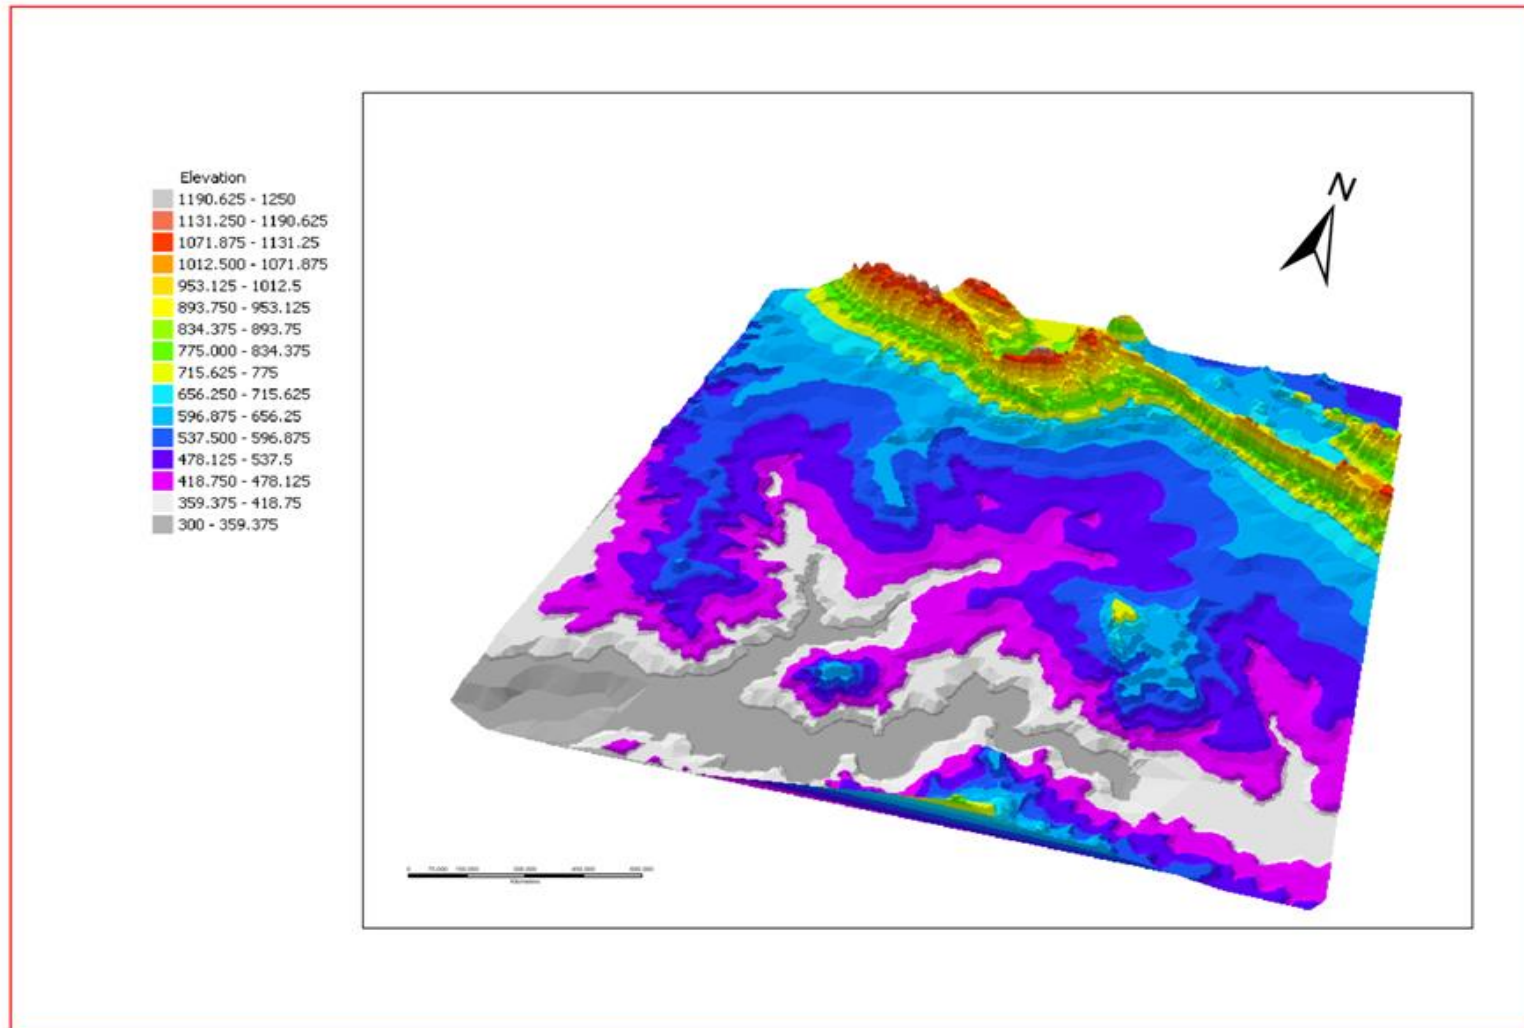 Elevation
1190.625 - 1250
1131.250 - 1190.625
1071.875 - 1131.25
1012.500 - 1071.875
953.125 - 1012.5
893.750 - 953.125
834.375 - 893.75
775.000 - 834.375
715.625 - 775
656.250 - 715.625
596.875 - 656.25
537.500 - 596.875
478.125 - 537.5
418.750 - 478.125
359.375 - 418.75
300 - 359.375
N
0